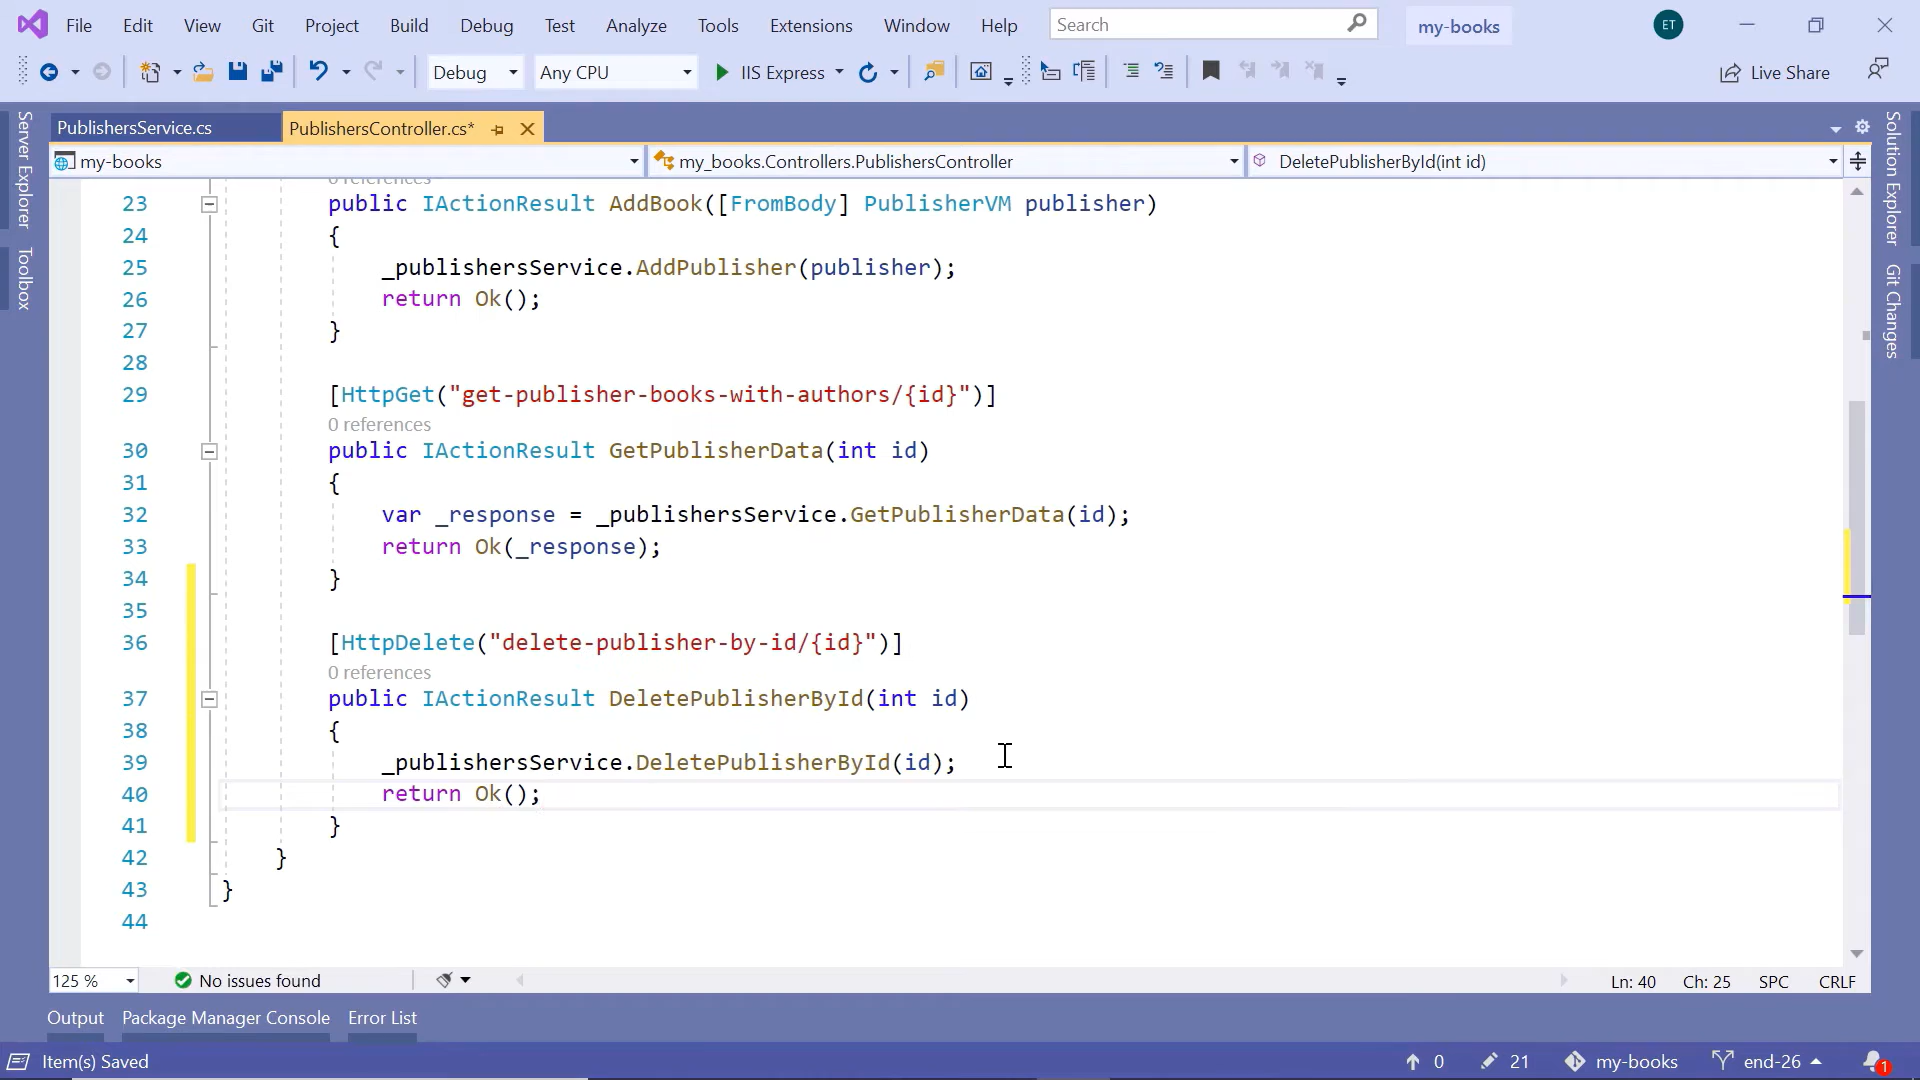 File Edit View Git Project Build Debug Test Analyze Tools Extensions Window Help Search my-books ET
Debug Any CPU IIS Express Live Share
Server Explorer
Toolbox
PublishersService.cs PublishersController.cs*
my-books my_books.Controllers.PublishersController DeletePublisherById(int id)
0 references
23 public IActionResult AddBook([FromBody] PublisherVM publisher)
24 {
25 _publishersService.AddPublisher(publisher);
26 return Ok();
27 }
28
29 [HttpGet("get-publisher-books-with-authors/{id}")]
0 references
30 public IActionResult GetPublisherData(int id)
31 {
32 var _response = _publishersService.GetPublisherData(id);
33 return Ok(_response);
34 }
35
36 [HttpDelete("delete-publisher-by-id/{id}")]
0 references
37 public IActionResult DeletePublisherById(int id)
38 {
39 _publishersService.DeletePublisherById(id);
40 return Ok();
41 }
42 }
43 }
44
Solution Explorer
Git Changes
125 % No issues found Ln: 40 Ch: 25 SPC CRLF
Output Package Manager Console Error List
Item(s) Saved 0 21 my-books end-26 1